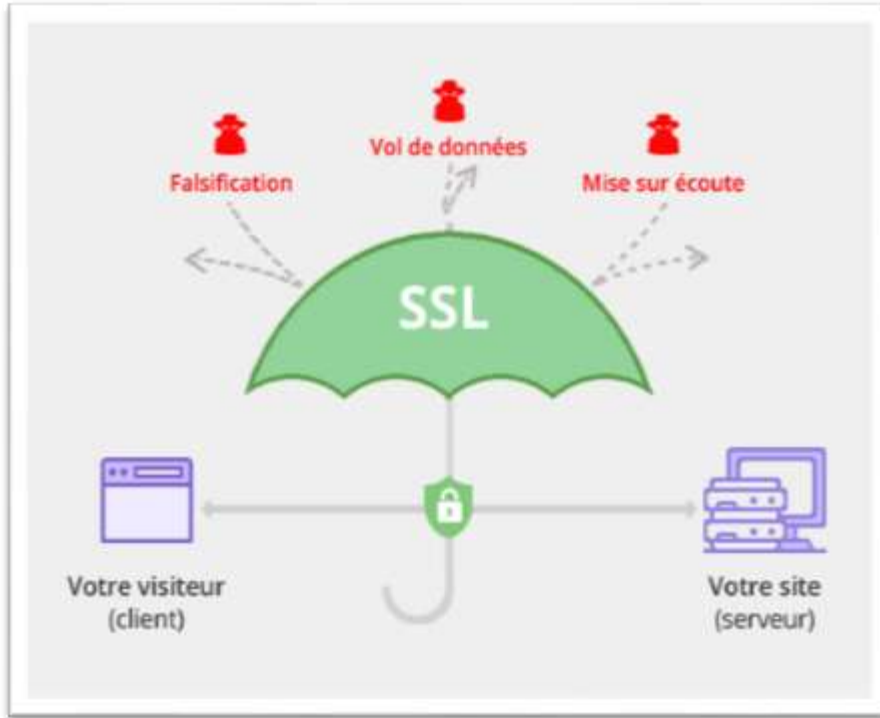 Vol de données
Falsification
Mise sur écoute
SSL
Votre visiteur
(client)
Votre site
(serveur)